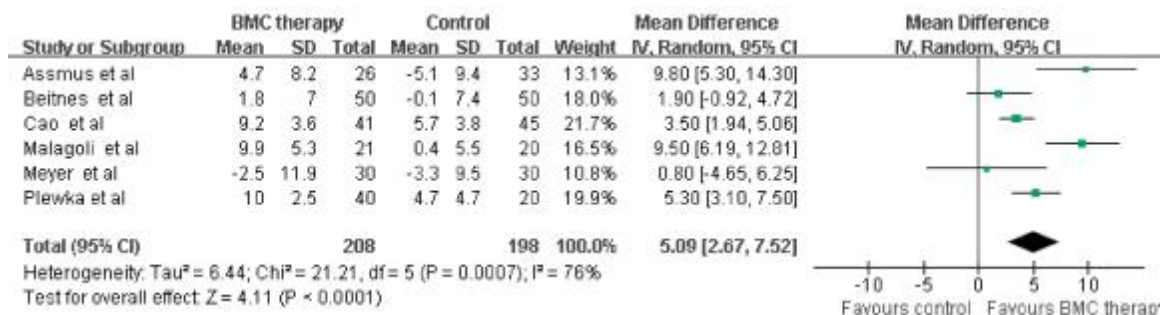 BMC therapy Control Mean Difference Mean Difference
Study or Subgroup Mean SD Total Mean SD Total Weight IV, Random, 95% CI IV, Random, 95% CI
Assmus et al 4.7 8.2 26 -5.1 9.4 33 13.1% 9.80 [5.30, 14.30]
Beitnes et al 1.8 7 50 -0.1 7.4 50 18.0% 1.90 [-0.92, 4.72]
Cao et al 9.2 3.6 41 5.7 3.8 45 21.7% 3.50 [1.94, 5.06]
Malagoli et al 9.9 5.3 21 0.4 5.5 20 16.5% 9.50 [6.19, 12.81]
Meyer et al -2.5 11.9 30 -3.3 9.5 30 10.8% 0.80 [-4.65, 6.25]
Plewka et al 10 2.5 40 4.7 4.7 20 19.9% 5.30 [3.10, 7.50]
Total (95% CI) 208 198 100.0% 5.09 [2.67, 7.52]
Heterogeneity: Tau² = 6.44; Chi² = 21.21, df = 5 (P = 0.0007); I² = 76%
Test for overall effect: Z = 4.11 (P < 0.0001)
-10 -5 0 5 10
Favours control Favours BMC therapy